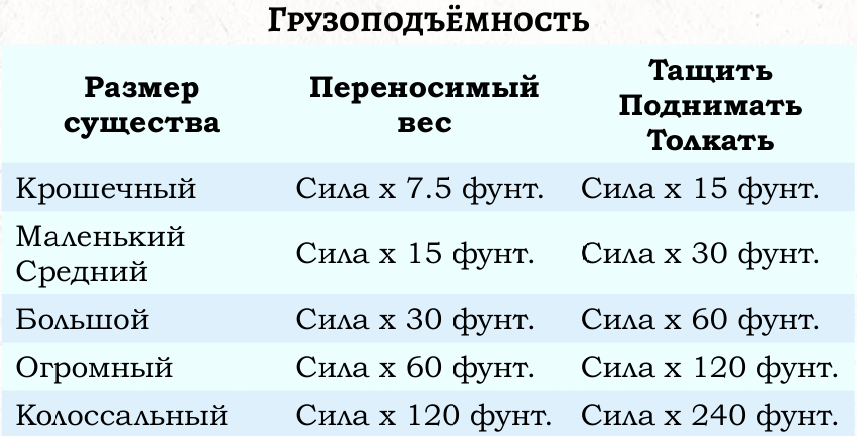 Грузоподъёмность
Размер существа Переносимый вес Тащить Поднимать Толкать
Крошечный Сила х 7.5 фунт. Сила х 15 фунт.
Маленький Средний Сила х 15 фунт. Сила х 30 фунт.
Большой Сила х 30 фунт. Сила х 60 фунт.
Огромный Сила х 60 фунт. Сила х 120 фунт.
Колоссальный Сила х 120 фунт. Сила х 240 фунт.